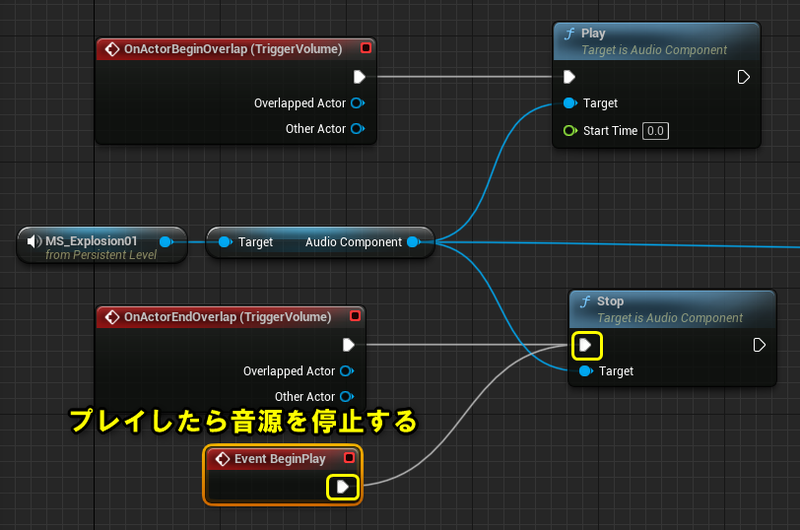 OnActorBeginOverlap (TriggerVolume)
Overlapped Actor
Other Actor
Play
Target is Audio Component
Target
Start Time 0.0
MS_Explosion01
from Persistent Level
Target Audio Component
OnActorEndOverlap (TriggerVolume)
Overlapped Actor
Other Actor
Stop
Target is Audio Component
Target
プレイしたら音源を停止する
Event BeginPlay